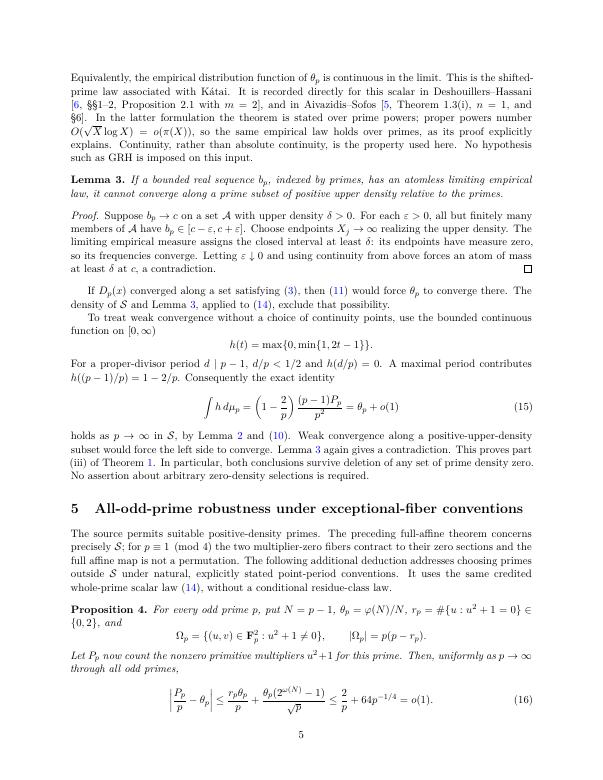 Equivalently, the empirical distribution function of θₚ is continuous in the limit. This is the shifted-
prime law associated with Kátai. It is recorded directly for this scalar in Deshouillers–Hassani
[6, §§1–2, Proposition 2.1 with m = 2], and in Aivazidis–Sofos [5, Theorem 1.3(i), n = 1, and
§6]. In the latter formulation the theorem is stated over prime powers; proper powers number
O(√X log X) = o(π(X)), so the same empirical law holds over primes, as its proof explicitly
explains. Continuity, rather than absolute continuity, is the property used here. No hypothesis
such as GRH is imposed on this input.
Lemma 3. If a bounded real sequence bₚ, indexed by primes, has an atomless limiting empirical
law, it cannot converge along a prime subset of positive upper density relative to the primes.
Proof. Suppose bₚ → c on a set 𝒜 with upper density δ > 0. For each ε > 0, all but finitely many
members of 𝒜 have bₚ ∈ [c − ε, c + ε]. Choose endpoints Xⱼ → ∞ realizing the upper density. The
limiting empirical measure assigns the closed interval at least δ: its endpoints have measure zero,
so its frequencies converge. Letting ε ↓ 0 and using continuity from above forces an atom of mass
at least δ at c, a contradiction. □
If Dₚ(x) converged along a set satisfying (3), then (11) would force θₚ to converge there. The
density of 𝒮 and Lemma 3, applied to (14), exclude that possibility.
To treat weak convergence without a choice of continuity points, use the bounded continuous
function on [0, ∞)
h(t) = max{0, min{1, 2t − 1}}.
For a proper-divisor period d | p − 1, d/p < 1/2 and h(d/p) = 0. A maximal period contributes
h((p − 1)/p) = 1 − 2/p. Consequently the exact identity
∫ h dμₚ = (1 − 2/p) (p − 1)Pₚ/p² = θₚ + o(1) (15)
holds as p → ∞ in 𝒮, by Lemma 2 and (10). Weak convergence along a positive-upper-density
subset would force the left side to converge. Lemma 3 again gives a contradiction. This proves part
(iii) of Theorem 1. In particular, both conclusions survive deletion of any set of prime density zero.
No assertion about arbitrary zero-density selections is required.
5 All-odd-prime robustness under exceptional-fiber conventions
The source permits suitable positive-density primes. The preceding full-affine theorem concerns
precisely 𝒮; for p ≡ 1 (mod 4) the two multiplier-zero fibers contract to their zero sections and the
full affine map is not a permutation. The following additional deduction addresses choosing primes
outside 𝒮 under natural, explicitly stated point-period conventions. It uses the same credited
whole-prime scalar law (14), without a conditional residue-class law.
Proposition 4. For every odd prime p, put N = p − 1, θₚ = φ(N)/N, rₚ = #{u : u² + 1 = 0} ∈
{0, 2}, and
Ωₚ = {(u, v) ∈ 𝐅ₚ² : u² + 1 ≠ 0}, |Ωₚ| = p(p − rₚ).
Let Pₚ now count the nonzero primitive multipliers u² + 1 for this prime. Then, uniformly as p → ∞
through all odd primes,
|Pₚ/p − θₚ| ≤ rₚθₚ/p + θₚ(2^ω(N) − 1)/√p ≤ 2/p + 64p^−1/4 = o(1). (16)
5